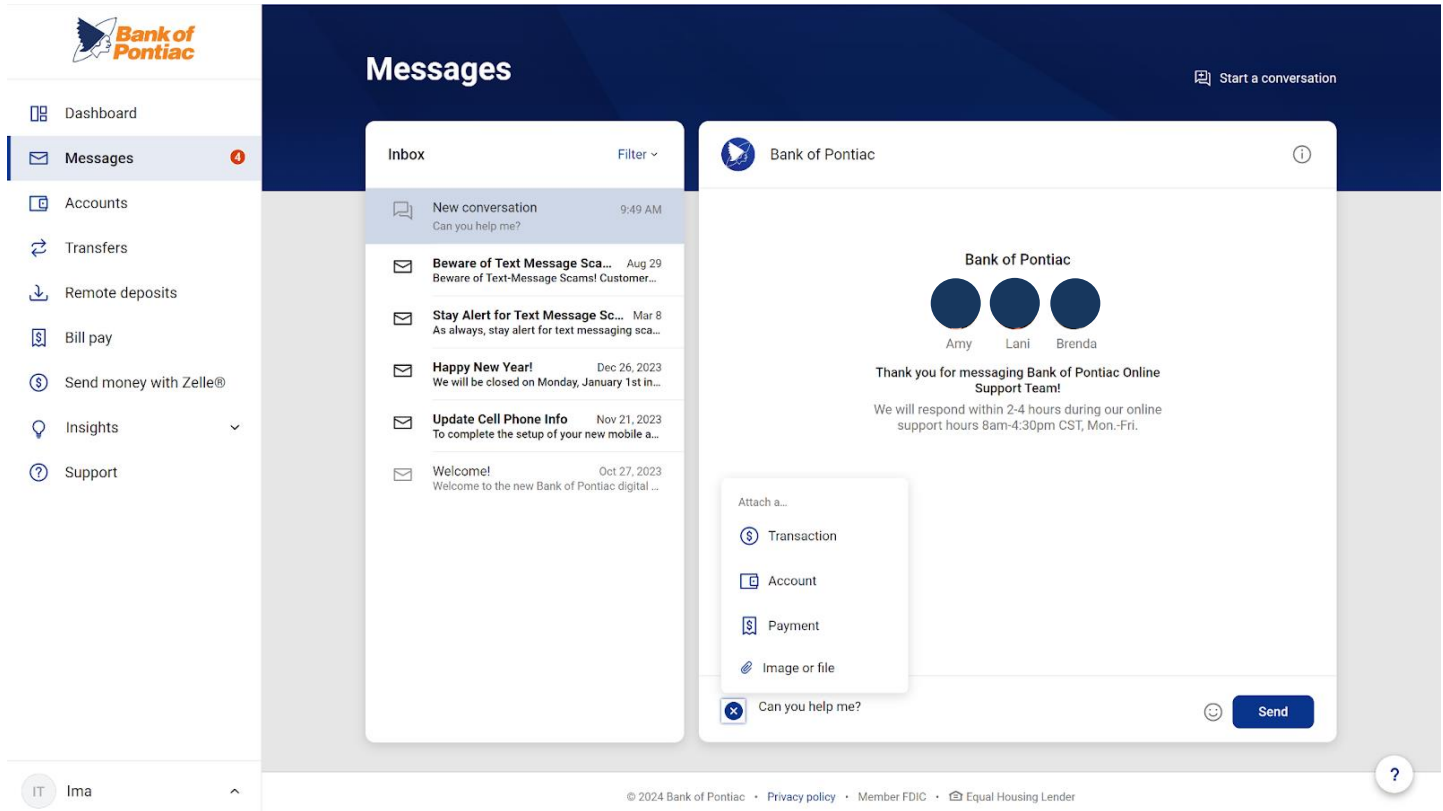 Bank of
Pontiac
Dashboard
Messages 4
Accounts
Transfers
Remote deposits
Bill pay
Send money with Zelle®
Insights
Support
IT Ima
Messages
Start a conversation
Inbox Filter
New conversation 9:49 AM
Can you help me?
Beware of Text Message Sca... Aug 29
Beware of Text-Message Scams! Customer...
Stay Alert for Text Message Sc... Mar 8
As always, stay alert for text messaging sca...
Happy New Year! Dec 26, 2023
We will be closed on Monday, January 1st in...
Update Cell Phone Info Nov 21, 2023
To complete the setup of your new mobile a...
Welcome! Oct 27, 2023
Welcome to the new Bank of Pontiac digital ...
Bank of Pontiac
Bank of Pontiac
Amy Lani Brenda
Thank you for messaging Bank of Pontiac Online
Support Team!
We will respond within 2-4 hours during our online
support hours 8am-4:30pm CST, Mon.-Fri.
Attach a...
Transaction
Account
Payment
Image or file
Can you help me?
Send
?
© 2024 Bank of Pontiac • Privacy policy • Member FDIC • Equal Housing Lender